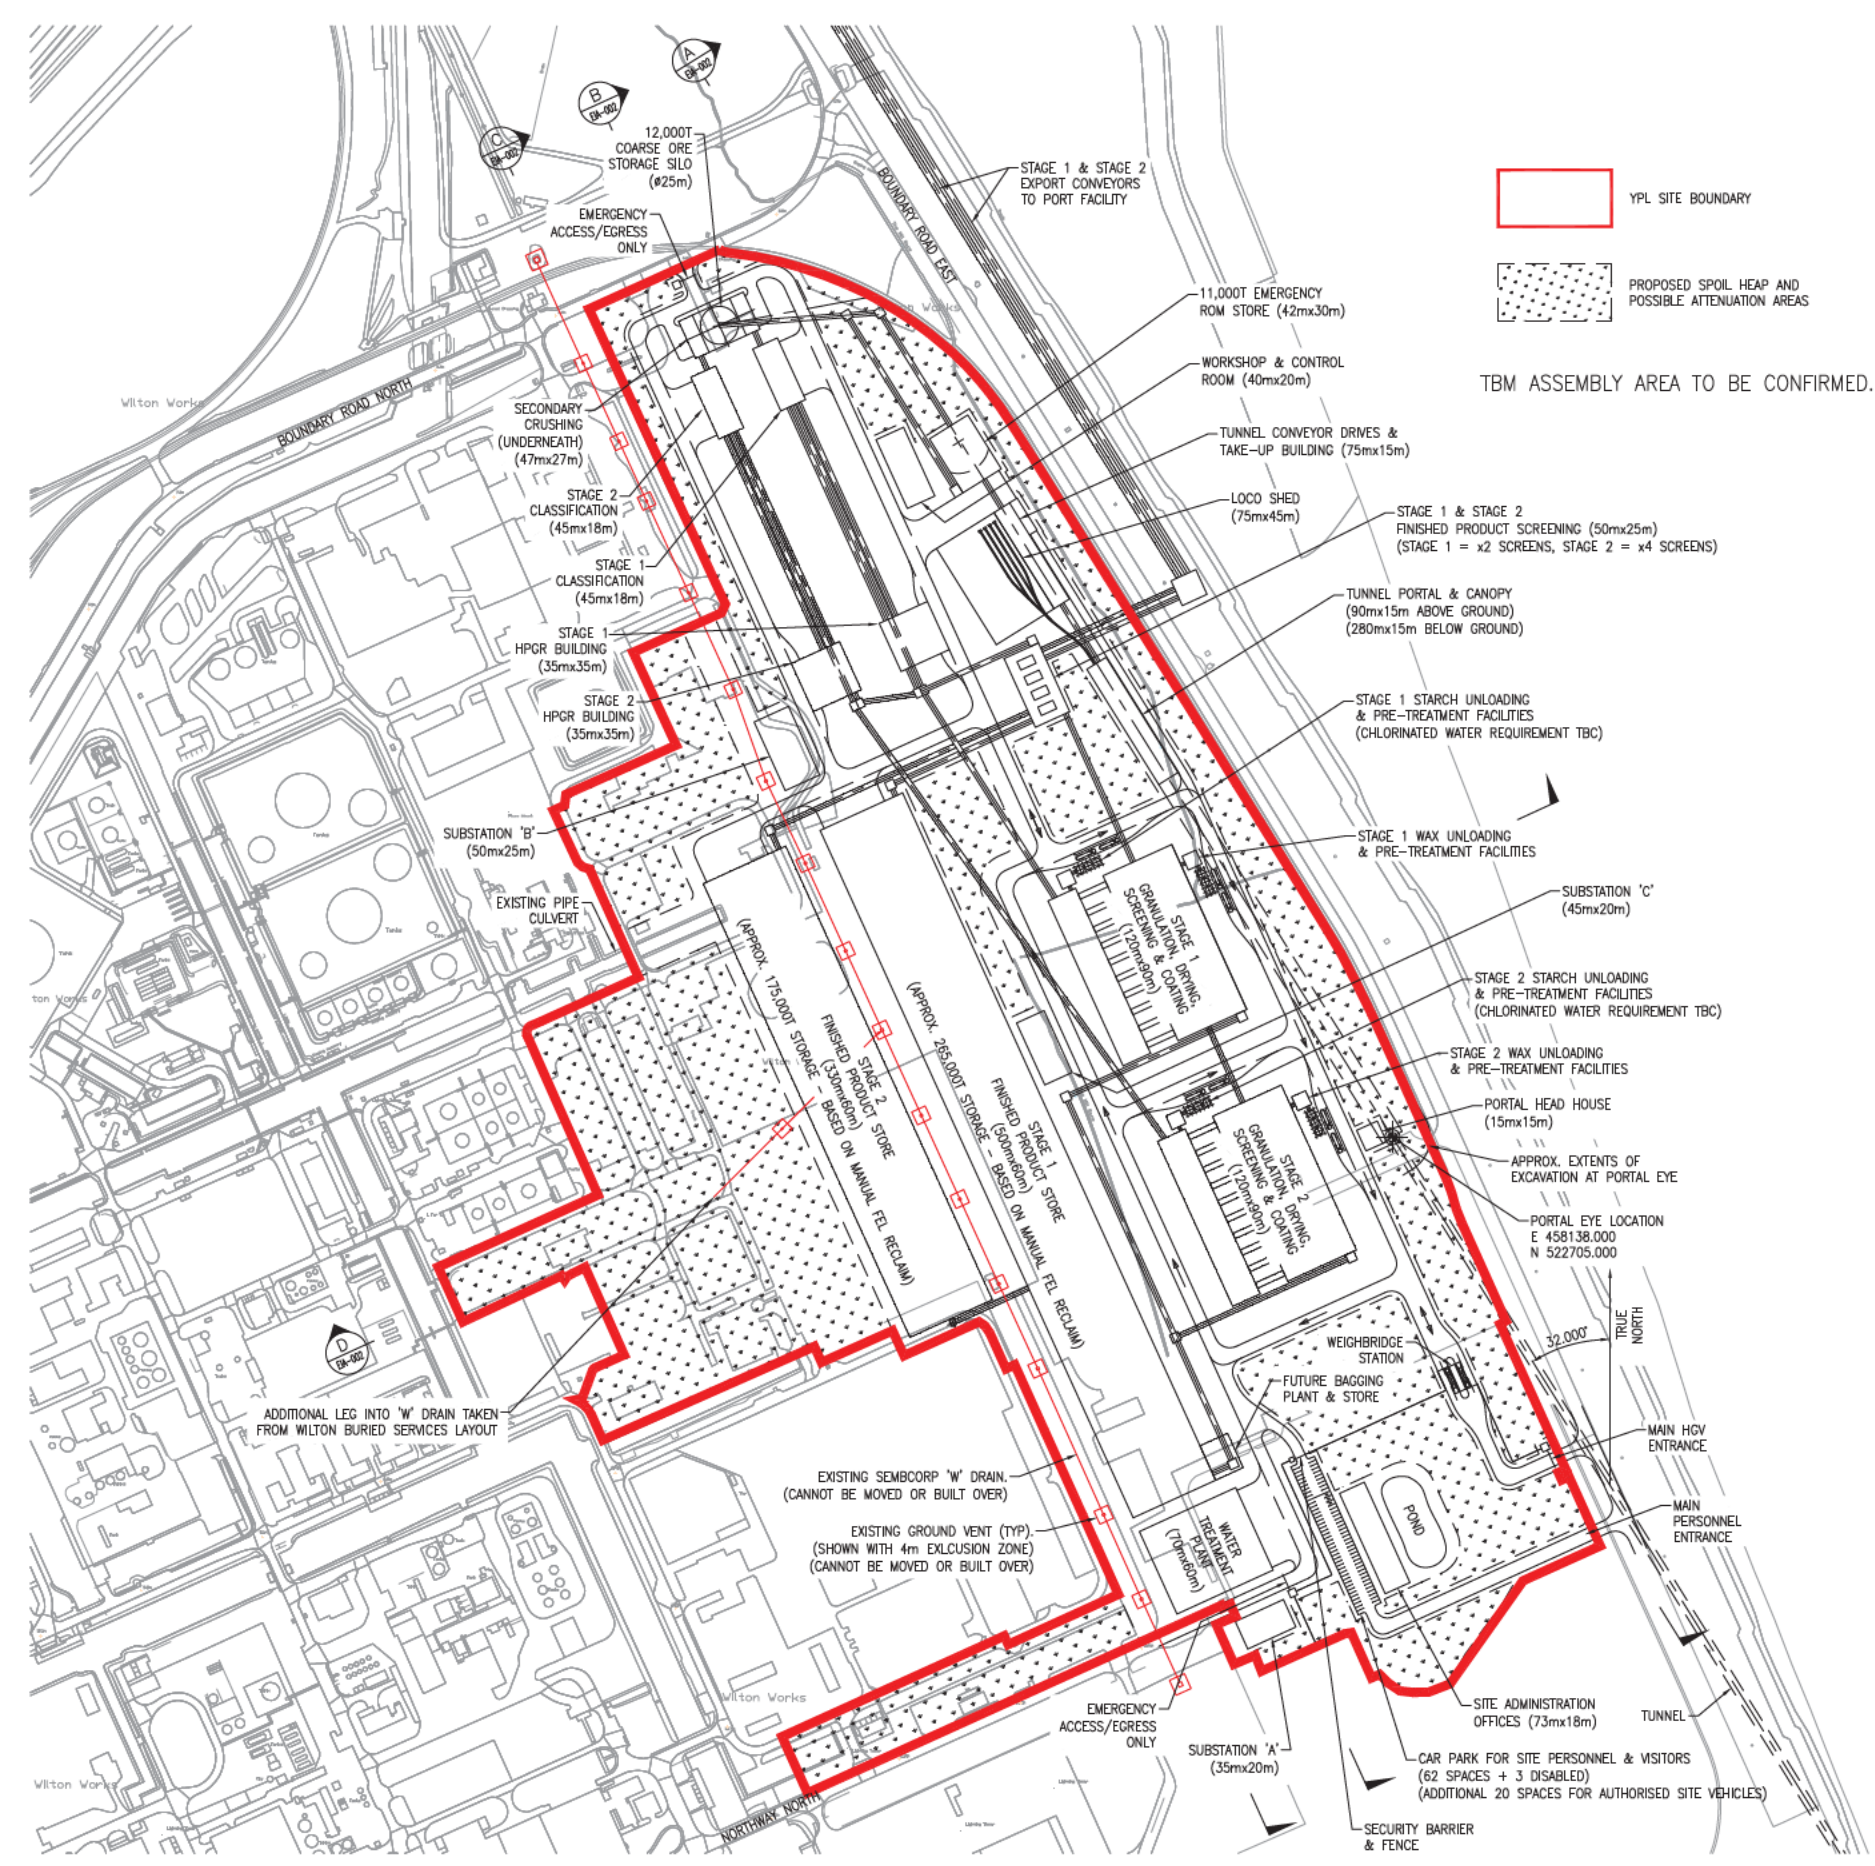 A
EIA-002
B
EIA-002
C
EIA-002
12,000T
COARSE ORE
STORAGE SILO
(ø25m)
EMERGENCY
ACCESS/EGRESS
ONLY
BOUNDARY ROAD EAST
STAGE 1 & STAGE 2
EXPORT CONVEYORS
TO PORT FACILITY
YPL SITE BOUNDARY
PROPOSED SPOIL HEAP AND
POSSIBLE ATTENUATION AREAS
TBM ASSEMBLY AREA TO BE CONFIRMED.
11,000T EMERGENCY
ROM STORE (42mx30m)
WORKSHOP & CONTROL
ROOM (40mx20m)
TUNNEL CONVEYOR DRIVES &
TAKE-UP BUILDING (75mx15m)
LOCO SHED
(75mx45m)
STAGE 1 & STAGE 2
FINISHED PRODUCT SCREENING (50mx25m)
(STAGE 1 = x2 SCREENS, STAGE 2 = x4 SCREENS)
TUNNEL PORTAL & CANOPY
(90mx15m ABOVE GROUND)
(280mx15m BELOW GROUND)
STAGE 1 STARCH UNLOADING
& PRE-TREATMENT FACILITIES
(CHLORINATED WATER REQUIREMENT TBC)
STAGE 1 WAX UNLOADING
& PRE-TREATMENT FACILITIES
SUBSTATION 'C'
(45mx20m)
STAGE 2 STARCH UNLOADING
& PRE-TREATMENT FACILITIES
(CHLORINATED WATER REQUIREMENT TBC)
STAGE 2 WAX UNLOADING
& PRE-TREATMENT FACILITIES
PORTAL HEAD HOUSE
(15mx15m)
APPROX. EXTENTS OF
EXCAVATION AT PORTAL EYE
PORTAL EYE LOCATION
E 458138.000
N 522705.000
TRUE
NORTH
32.000°
Wilton Works
BOUNDARY ROAD NORTH
SECONDARY
CRUSHING
(UNDERNEATH)
(47mx27m)
STAGE 2
CLASSIFICATION
(45mx18m)
STAGE 1
CLASSIFICATION
(45mx18m)
STAGE 1
HPGR BUILDING
(35mx35m)
STAGE 2
HPGR BUILDING
(35mx35m)
SUBSTATION 'B'
(50mx25m)
EXISTING PIPE
CULVERT
STAGE 1
GRANULATION, DRYING,
SCREENING & COATING
(120mx90m)
STAGE 2
GRANULATION, DRYING,
SCREENING & COATING
(120mx90m)
STAGE 2
FINISHED PRODUCT STORE
(330mx60m)
(APPROX. 175,000T STORAGE - BASED ON MANUAL FEL RECLAIM)
STAGE 1
FINISHED PRODUCT STORE
(500mx60m)
(APPROX. 265,000T STORAGE - BASED ON MANUAL FEL RECLAIM)
D
EIA-002
ADDITIONAL LEG INTO 'W' DRAIN TAKEN
FROM WILTON BURIED SERVICES LAYOUT
WEIGHBRIDGE
STATION
FUTURE BAGGING
PLANT & STORE
MAIN HGV
ENTRANCE
MAIN
PERSONNEL
ENTRANCE
POND
EXISTING SEMBCORP 'W' DRAIN.
(CANNOT BE MOVED OR BUILT OVER)
EXISTING GROUND VENT (TYP).
(SHOWN WITH 4m EXLCUSION ZONE)
(CANNOT BE MOVED OR BUILT OVER)
WATER
TREATMENT
PLANT
(70mx60m)
Wilton Works
Wilton Works
NORTHWAY NORTH
EMERGENCY
ACCESS/EGRESS
ONLY
SUBSTATION 'A'
(35mx20m)
SITE ADMINISTRATION
OFFICES (73mx18m)
TUNNEL
CAR PARK FOR SITE PERSONNEL & VISITORS
(62 SPACES + 3 DISABLED)
(ADDITIONAL 20 SPACES FOR AUTHORISED SITE VEHICLES)
SECURITY BARRIER
& FENCE